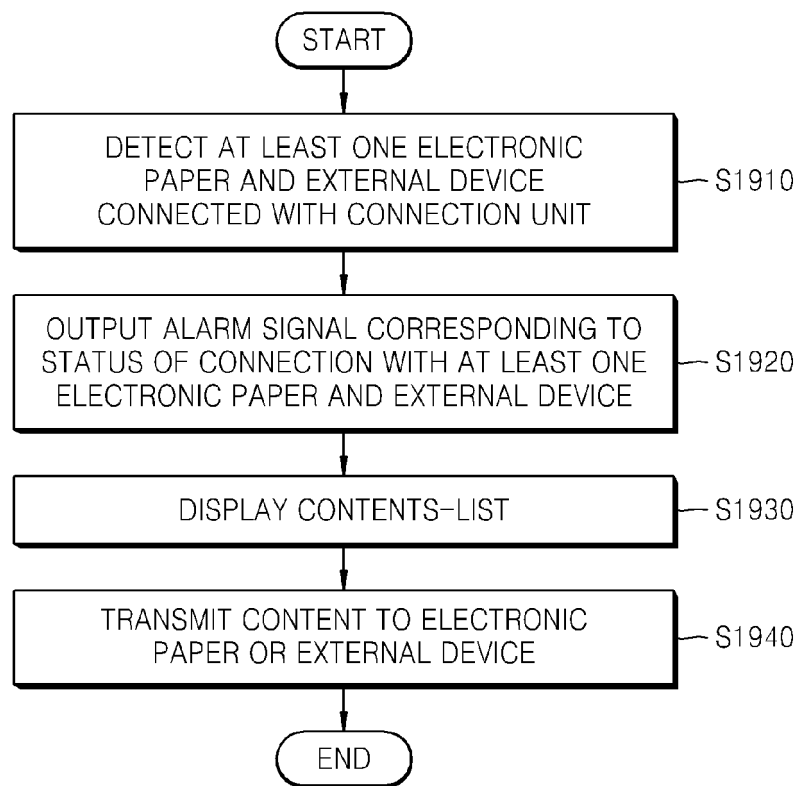 START
DETECT AT LEAST ONE ELECTRONIC
PAPER AND EXTERNAL DEVICE
CONNECTED WITH CONNECTION UNIT
S1910
OUTPUT ALARM SIGNAL CORRESPONDING TO
STATUS OF CONNECTION WITH AT LEAST ONE
ELECTRONIC PAPER AND EXTERNAL DEVICE
S1920
DISPLAY CONTENTS-LIST
S1930
TRANSMIT CONTENT TO ELECTRONIC
PAPER OR EXTERNAL DEVICE
S1940
END